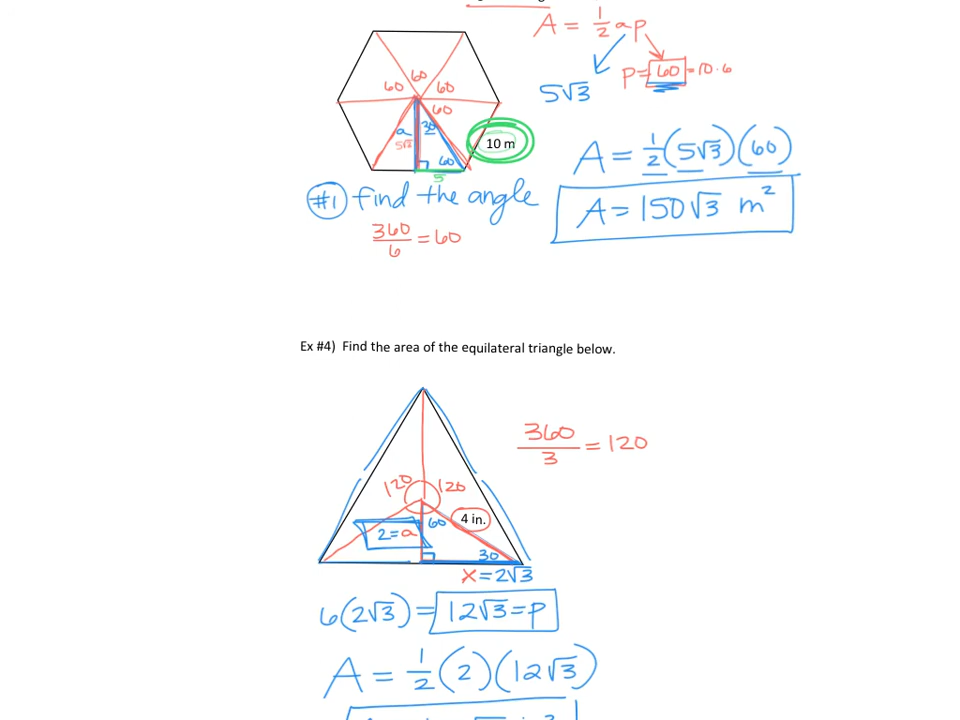 A = 1/2 ap
5√3
P = 60 = 10·6
60
60 60
60
a 30
5√3
60
5
10 m
A = 1/2 (5√3)(60)
#1 find the angle
A = 150√3 m²
360/6 = 60
Ex #4) Find the area of the equilateral triangle below.
360/3 = 120
120 120
60 4 in.
2 = a
30
x = 2√3
6(2√3) = 12√3 = P
A = 1/2 (2)(12√3)